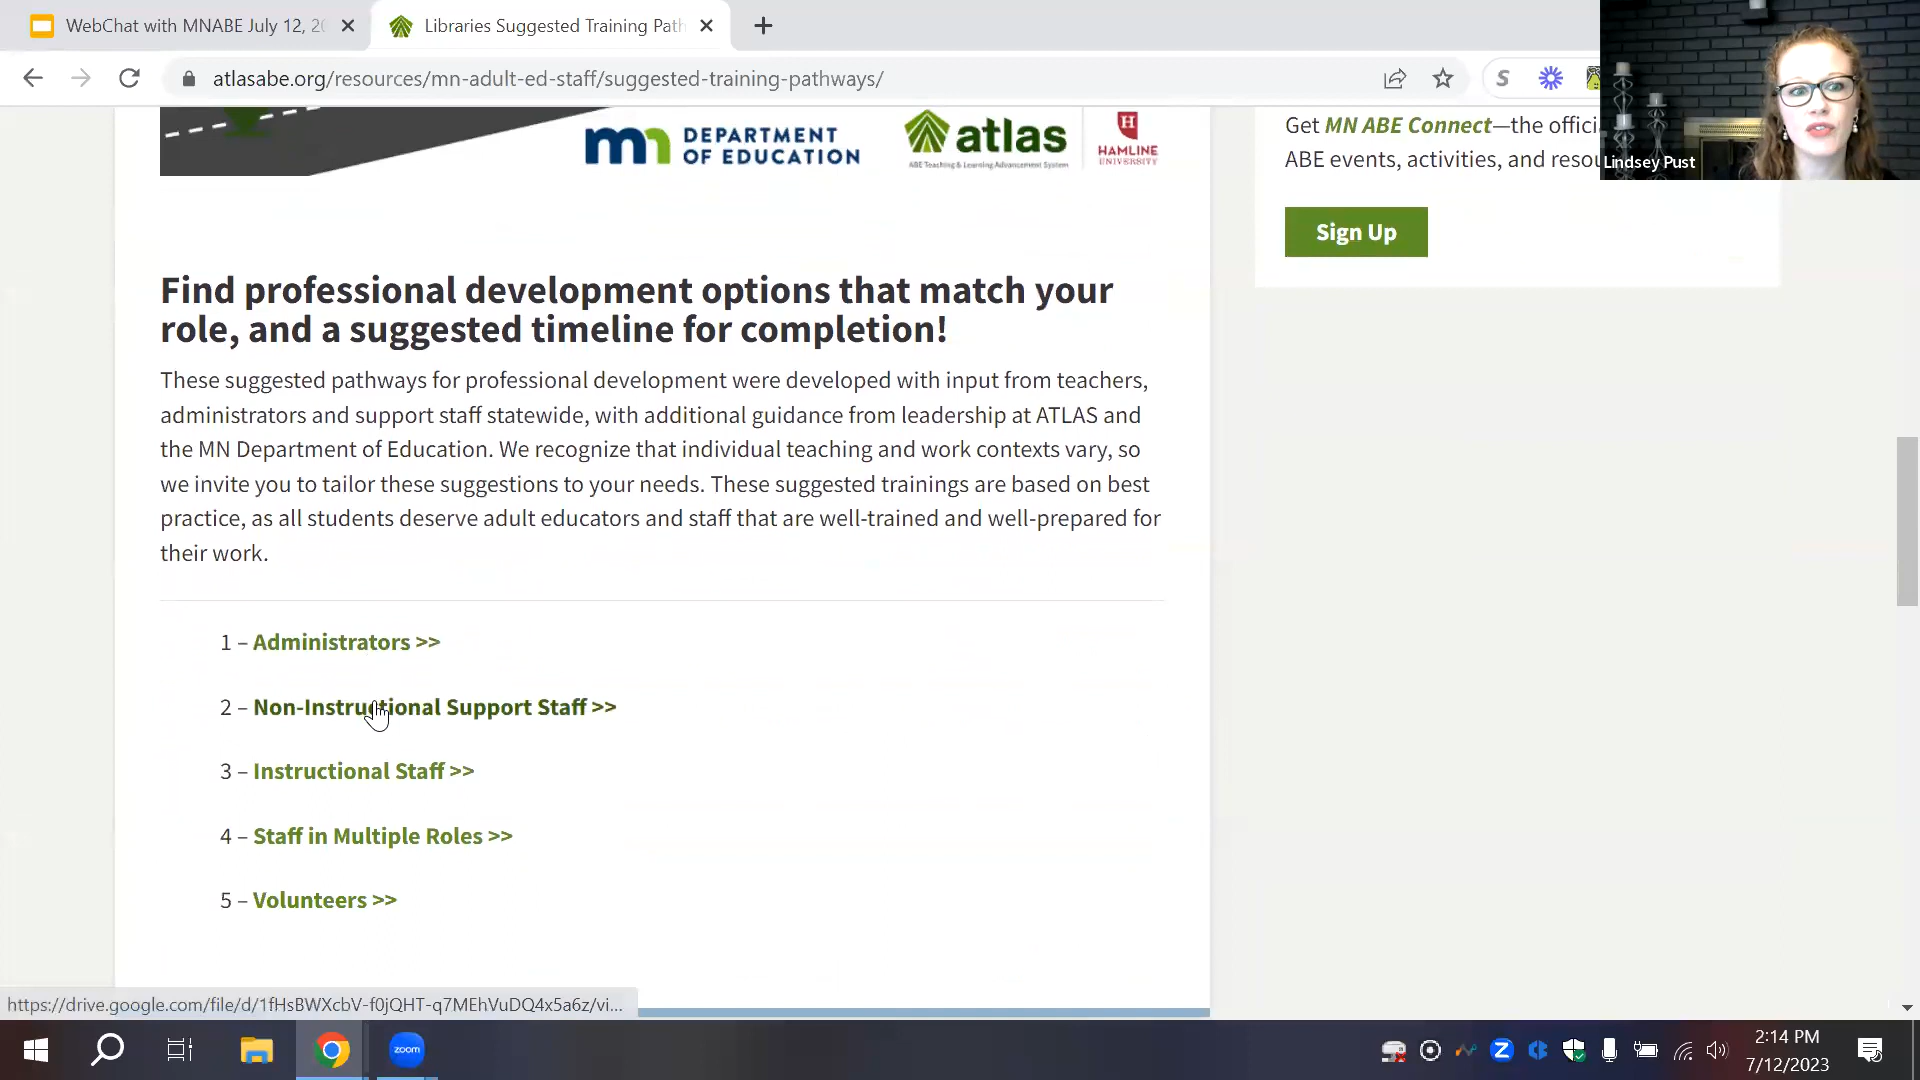 WebChat with MNABE July 12, 20
Libraries Suggested Training Path
atlasabe.org/resources/mn-adult-ed-staff/suggested-training-pathways/
S
Lindsey Pust
mn DEPARTMENT OF EDUCATION
atlas
ABE Teaching & Learning Advancement System
H
HAMLINE UNIVERSITY
Get MN ABE Connect—the offici
ABE events, activities, and resou
Sign Up
Find professional development options that match your
role, and a suggested timeline for completion!
These suggested pathways for professional development were developed with input from teachers,
administrators and support staff statewide, with additional guidance from leadership at ATLAS and
the MN Department of Education. We recognize that individual teaching and work contexts vary, so
we invite you to tailor these suggestions to your needs. These suggested trainings are based on best
practice, as all students deserve adult educators and staff that are well-trained and well-prepared for
their work.
1 – Administrators >>
2 – Non-Instructional Support Staff >>
3 – Instructional Staff >>
4 – Staff in Multiple Roles >>
5 – Volunteers >>
https://drive.google.com/file/d/1fHsBWXcbV-f0jQHT-q7MEhVuDQ4x5a6z/vi...
zoom
Z
2:14 PM
7/12/2023